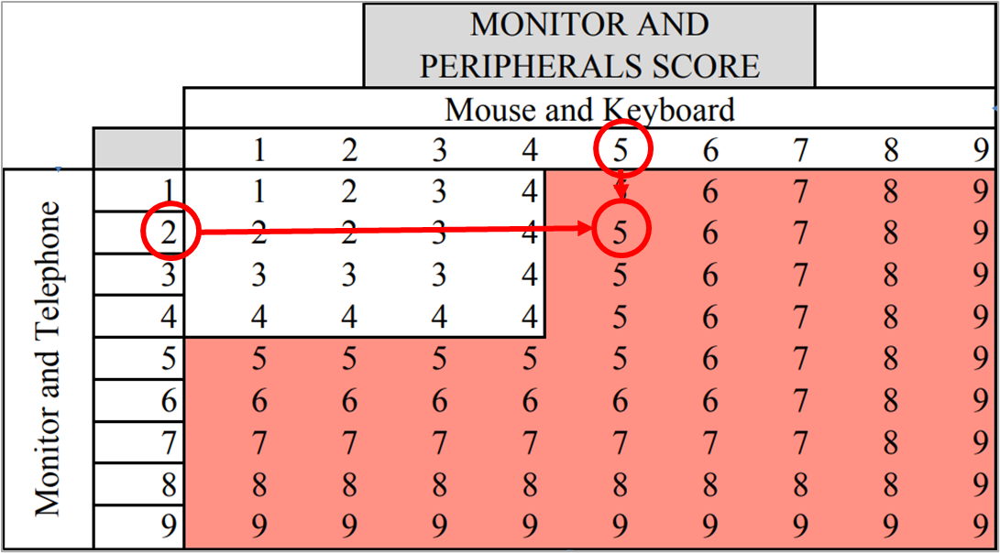 MONITOR AND
PERIPHERALS SCORE
Mouse and Keyboard
1 2 3 4 5 6 7 8 9
Monitor and Telephone
1 1 2 3 4 5 6 7 8 9
2 2 2 3 4 5 6 7 8 9
3 3 3 3 4 5 6 7 8 9
4 4 4 4 4 5 6 7 8 9
5 5 5 5 5 5 6 7 8 9
6 6 6 6 6 6 6 7 8 9
7 7 7 7 7 7 7 7 8 9
8 8 8 8 8 8 8 8 8 9
9 9 9 9 9 9 9 9 9 9